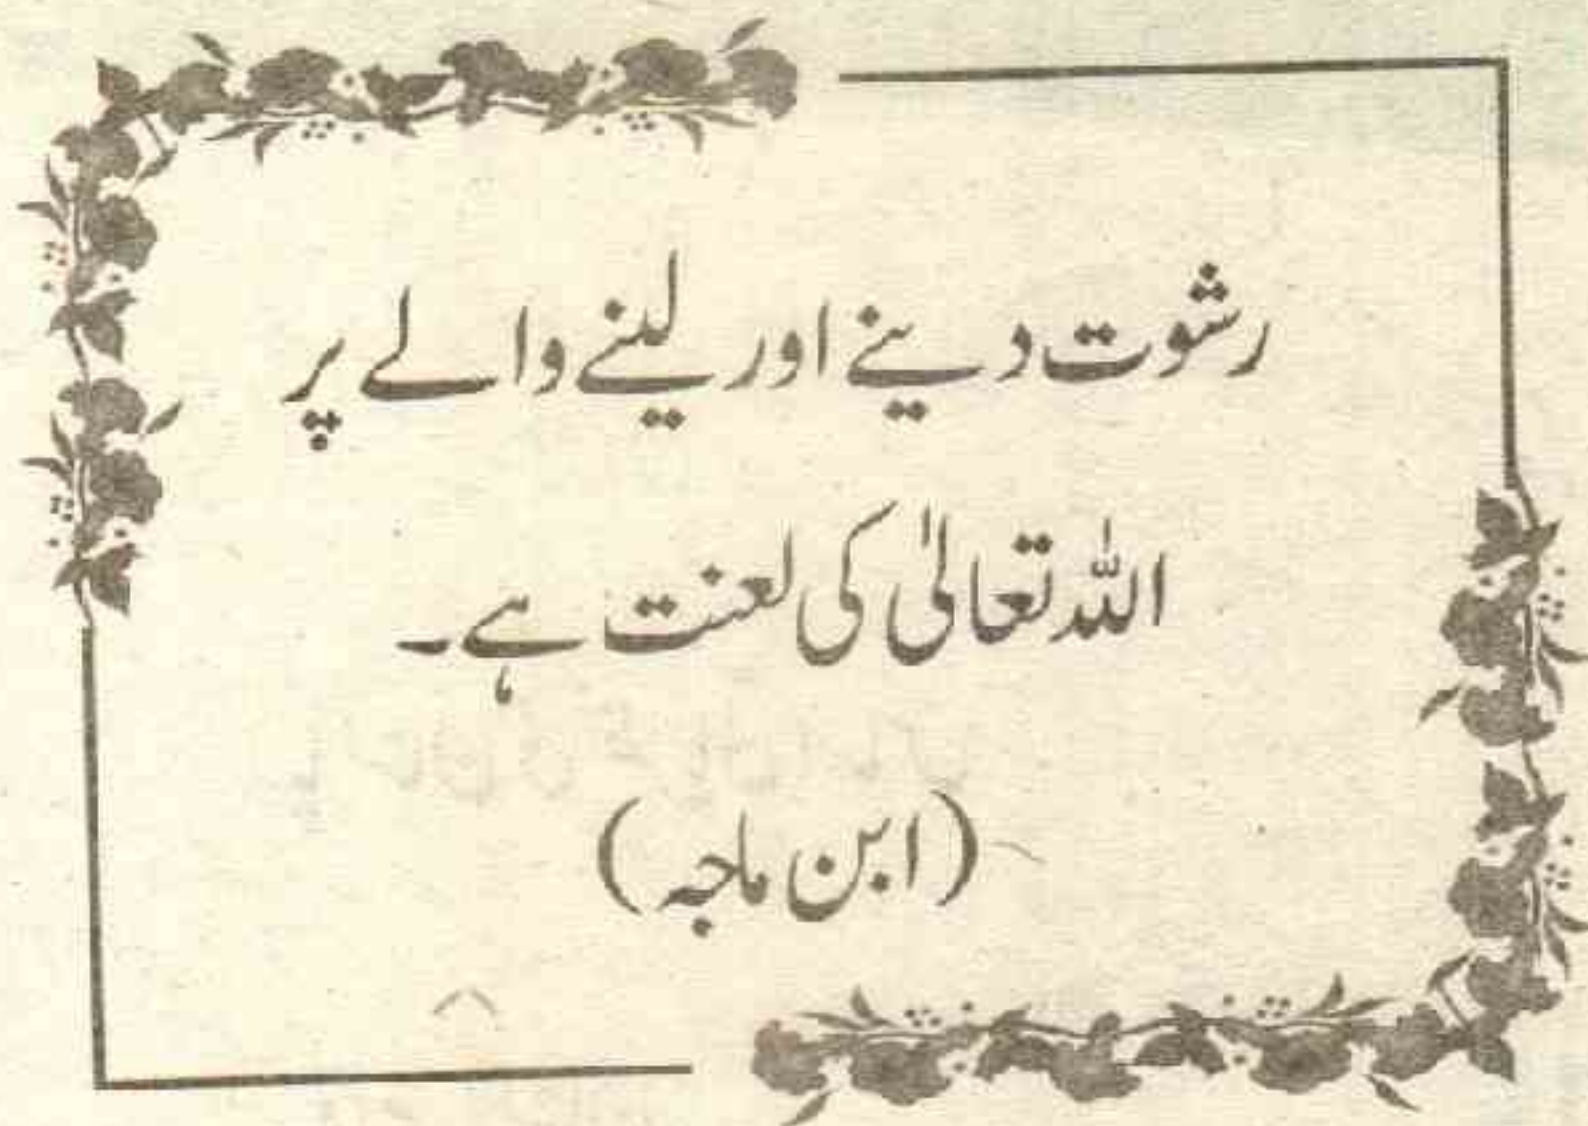 رشوت دینے اور لینے والے پر
اللہ تعالیٰ کی لعنت ہے۔
(ابن ماجہ)